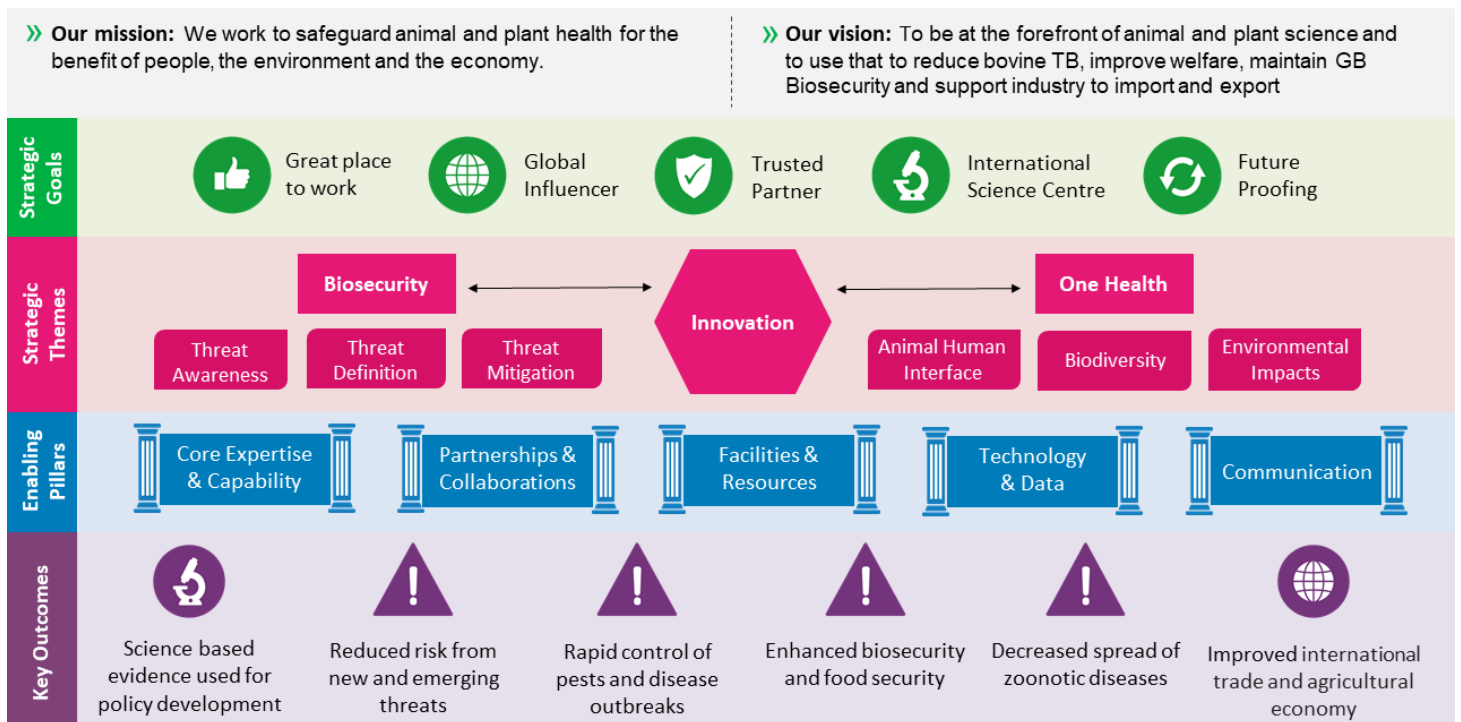 Our mission: We work to safeguard animal and plant health for the
benefit of people, the environment and the economy.
Our vision: To be at the forefront of animal and plant science and
to use that to reduce bovine TB, improve welfare, maintain GB
Biosecurity and support industry to import and export
Strategic
Goals
Great place
to work
Global
Influencer
Trusted
Partner
International
Science Centre
Future
Proofing
Strategic
Themes
Biosecurity
Innovation
One Health
Threat
Awareness
Threat
Definition
Threat
Mitigation
Animal Human
Interface
Biodiversity
Environmental
Impacts
Enabling
Pillars
Core Expertise
& Capability
Partnerships &
Collaborations
Facilities &
Resources
Technology
& Data
Communication
Key Outcomes
Science based
evidence used for
policy development
Reduced risk from
new and emerging
threats
Rapid control of
pests and disease
outbreaks
Enhanced biosecurity
and food security
Decreased spread of
zoonotic diseases
Improved international
trade and agricultural
economy